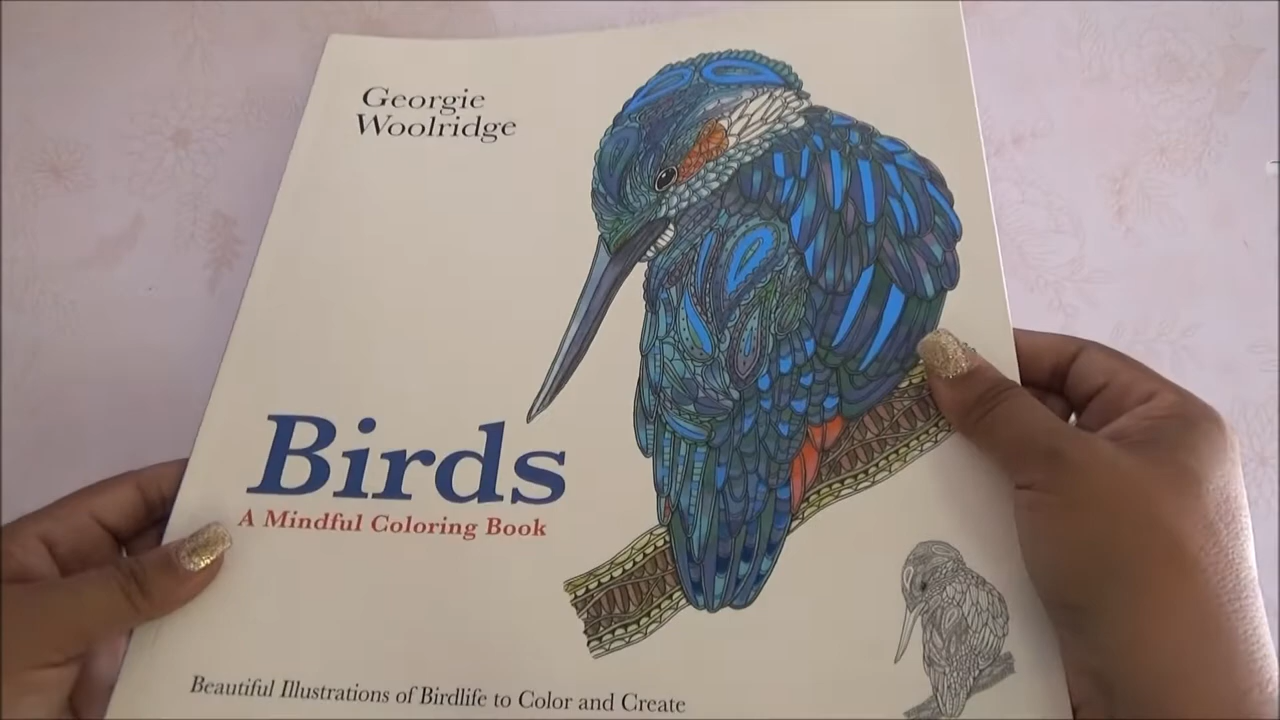 Georgie
Woolridge
Birds
A Mindful Coloring Book
Beautiful Illustrations of Birdlife to Color and Create